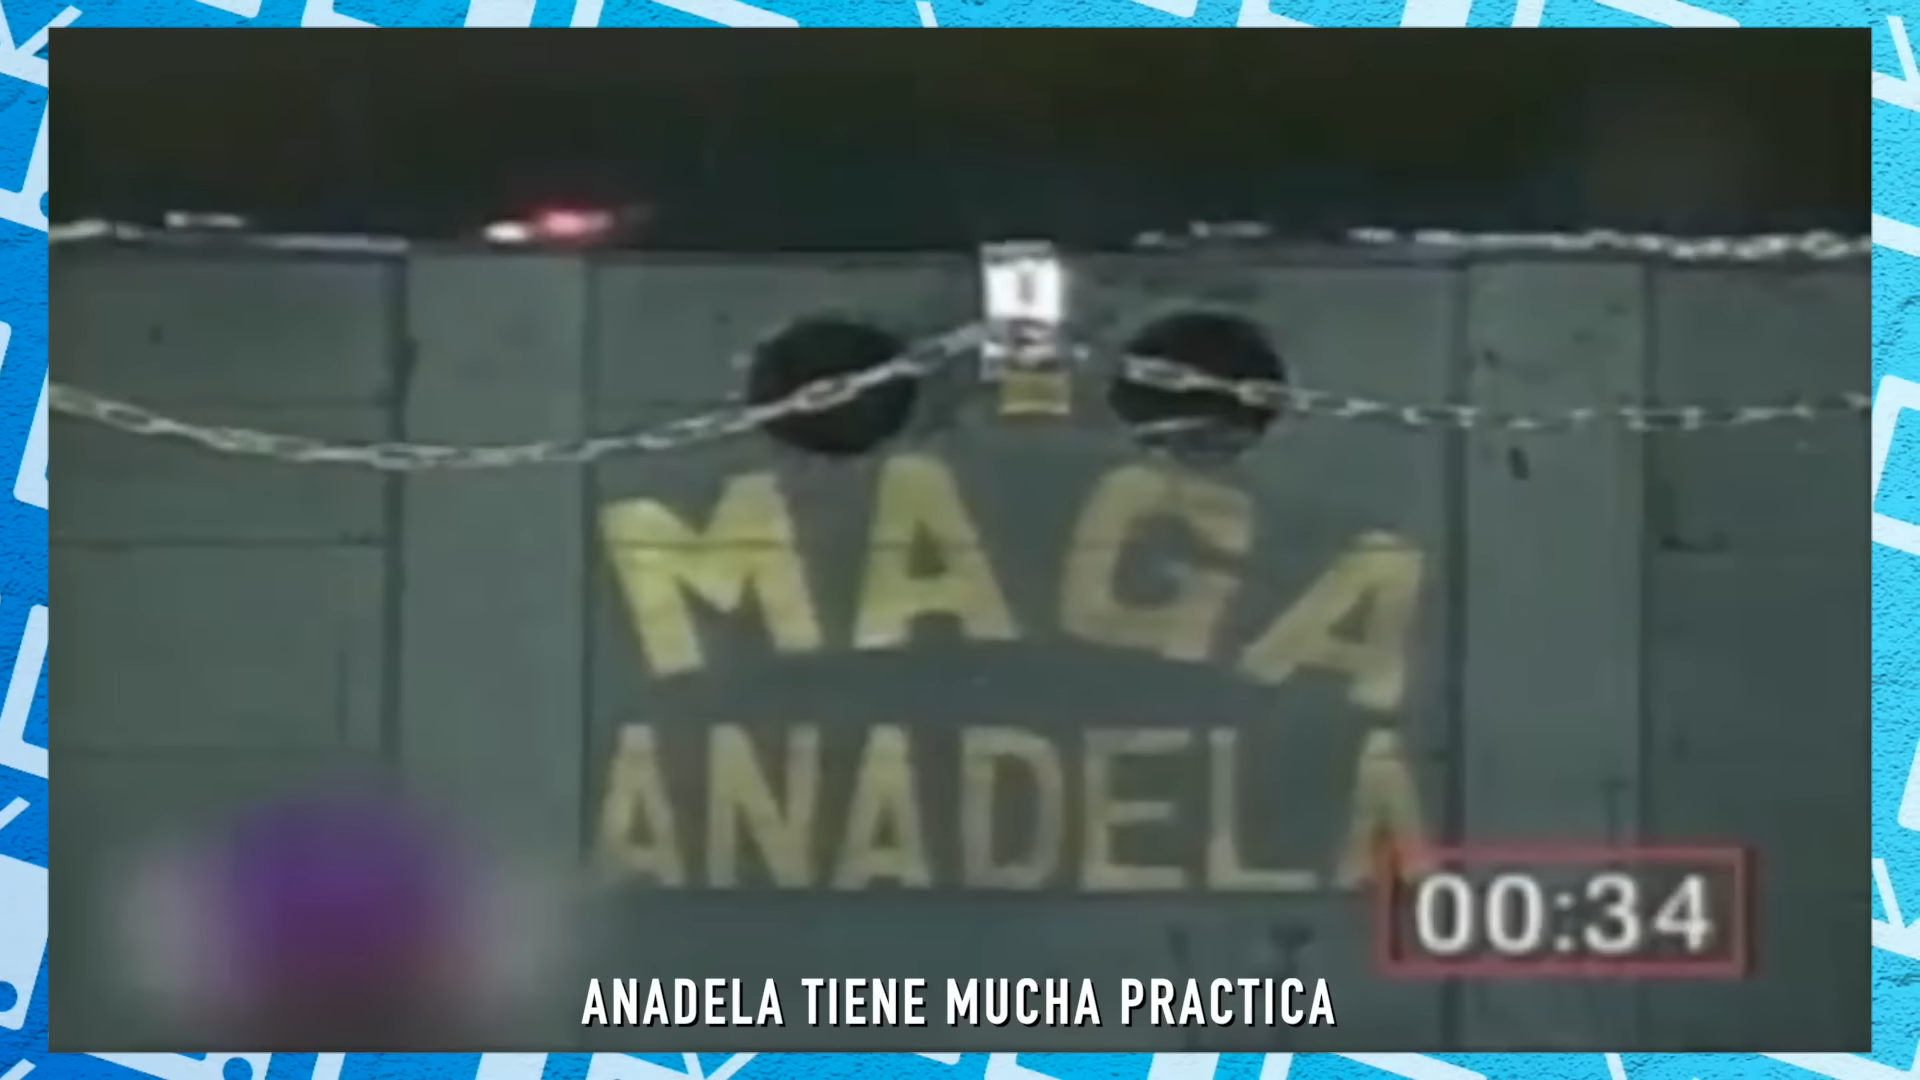 MAGA
ANADELA
00:34
ANADELA TIENE MUCHA PRACTICA